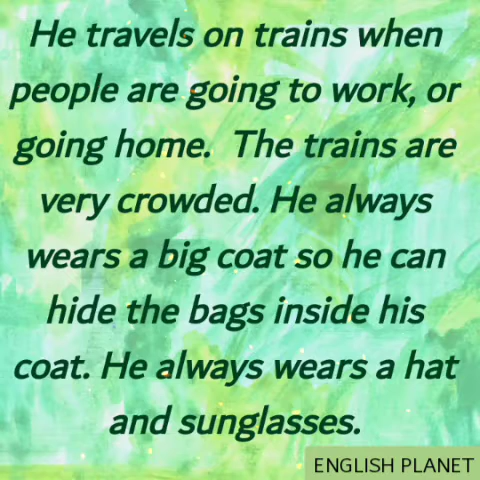 He travels on trains when
people are going to work, or
going home.  The trains are
very crowded. He always
wears a big coat so he can
hide the bags inside his
coat. He always wears a hat
and sunglasses.
ENGLISH PLANET